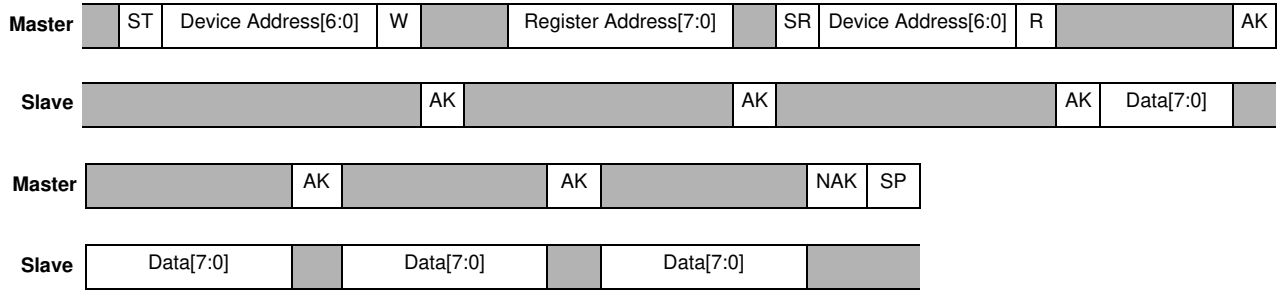 Master ST Device Address[6:0] W Register Address[7:0] SR Device Address[6:0] R AK
Slave AK AK AK Data[7:0]
Master AK AK NAK SP
Slave Data[7:0] Data[7:0] Data[7:0]